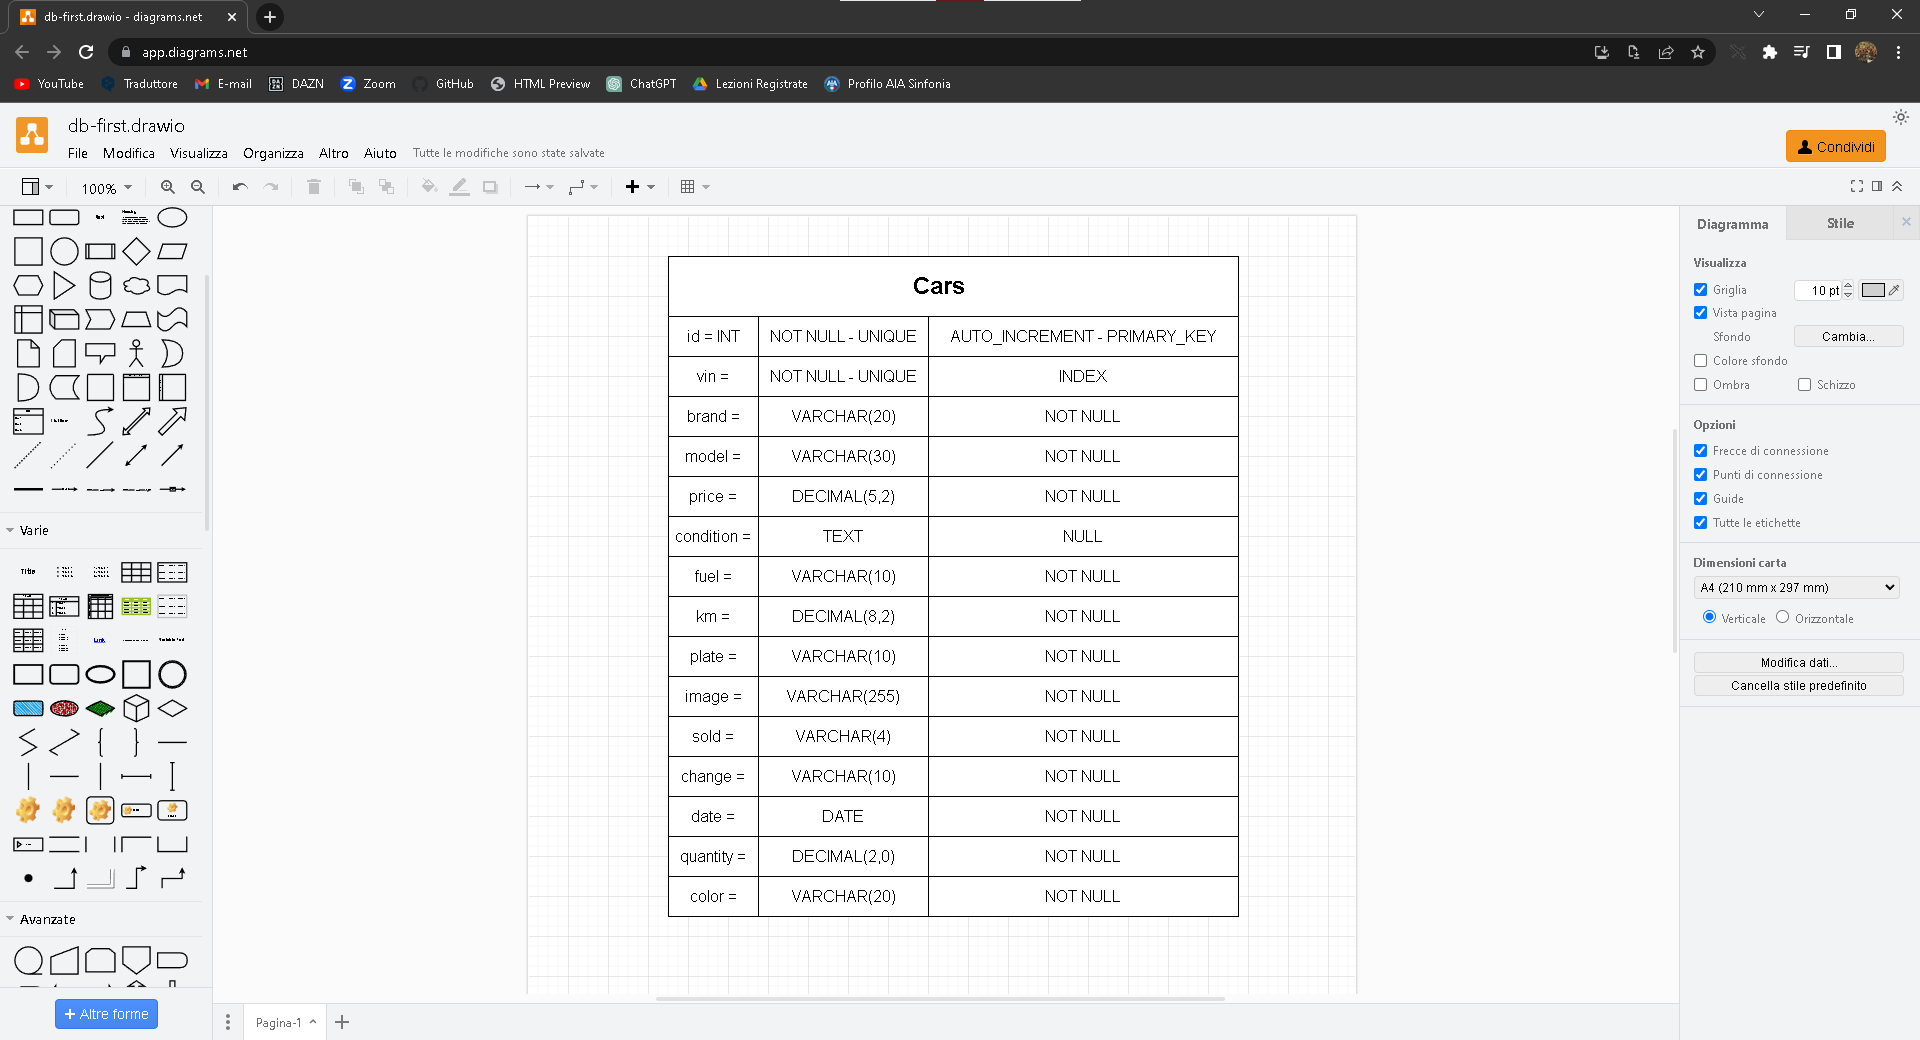 db-first.drawio - diagrams.net
app.diagrams.net
YouTube
Traduttore
E-mail
DAZN
Zoom
GitHub
HTML Preview
ChatGPT
Lezioni Registrate
Profilo AIA Sinfonia
db-first.drawio
File Modifica Visualizza Organizza Altro Aiuto Tutte le modifiche sono state salvate
Condividi
100%
Varie
Title
Link
Avanzate
+ Altre forme
Cars
id = INT NOT NULL - UNIQUE AUTO_INCREMENT - PRIMARY_KEY
vin = NOT NULL - UNIQUE INDEX
brand = VARCHAR(20) NOT NULL
model = VARCHAR(30) NOT NULL
price = DECIMAL(5,2) NOT NULL
condition = TEXT NULL
fuel = VARCHAR(10) NOT NULL
km = DECIMAL(8,2) NOT NULL
plate = VARCHAR(10) NOT NULL
image = VARCHAR(255) NOT NULL
sold = VARCHAR(4) NOT NULL
change = VARCHAR(10) NOT NULL
date = DATE NOT NULL
quantity = DECIMAL(2,0) NOT NULL
color = VARCHAR(20) NOT NULL
Pagina-1
Diagramma Stile
Visualizza
Griglia 10 pt
Vista pagina
Sfondo Cambia...
Colore sfondo
Ombra Schizzo
Opzioni
Frecce di connessione
Punti di connessione
Guide
Tutte le etichette
Dimensioni carta
A4 (210 mm x 297 mm)
Verticale Orizzontale
Modifica dati...
Cancella stile predefinito